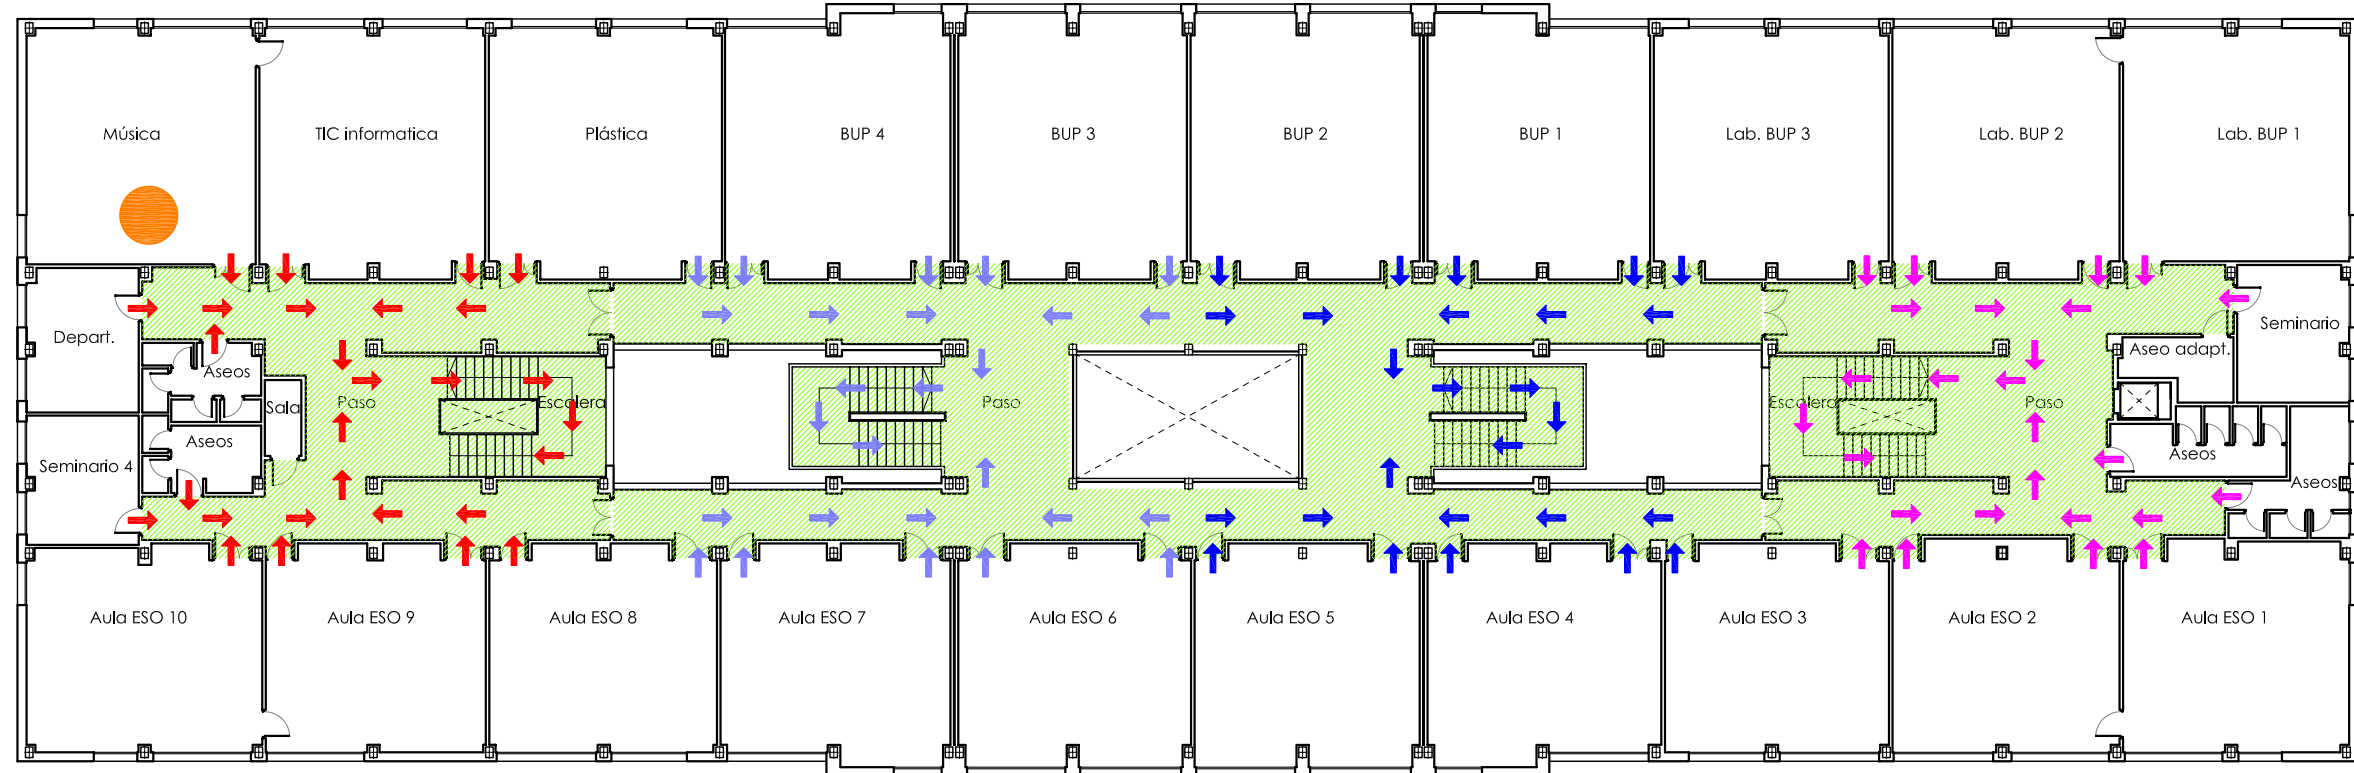 Música
TIC informatica
Plástica
BUP 4
BUP 3
BUP 2
BUP 1
Lab. BUP 3
Lab. BUP 2
Lab. BUP 1
Depart.
Seminario
Aseo adapt.
Aseos
Sala
Paso
Escalera
Paso
Escalera
Paso
Aseos
Seminario 4
Aseos
Aseos
Aula ESO 10
Aula ESO 9
Aula ESO 8
Aula ESO 7
Aula ESO 6
Aula ESO 5
Aula ESO 4
Aula ESO 3
Aula ESO 2
Aula ESO 1